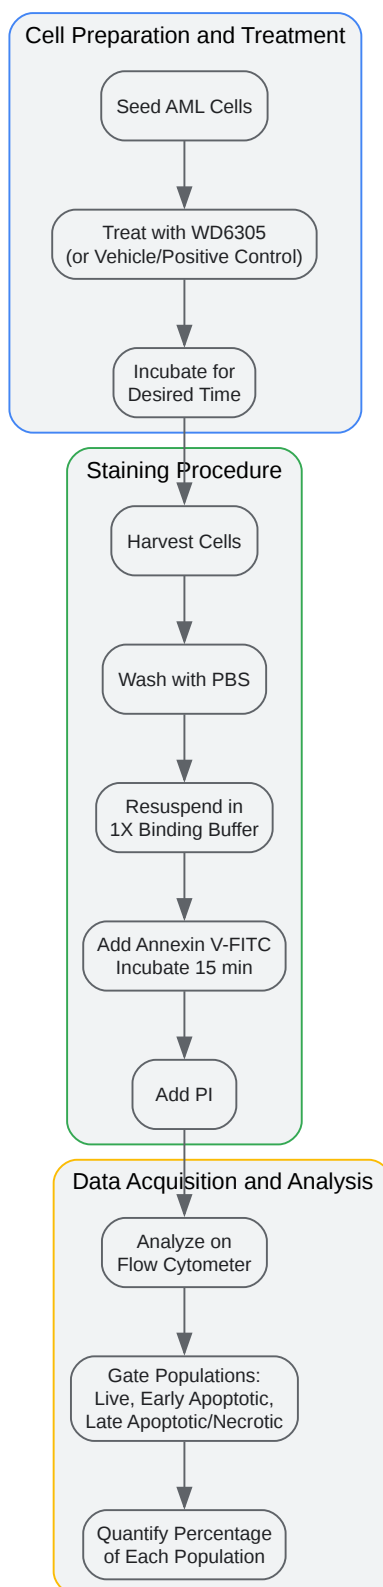 Cell Preparation and Treatment
Seed AML Cells
Treat with WD6305
(or Vehicle/Positive Control)
Incubate for
Desired Time
Staining Procedure
Harvest Cells
Wash with PBS
Resuspend in
1X Binding Buffer
Add Annexin V-FITC
Incubate 15 min
Add PI
Data Acquisition and Analysis
Analyze on
Flow Cytometer
Gate Populations:
Live, Early Apoptotic,
Late Apoptotic/Necrotic
Quantify Percentage
of Each Population